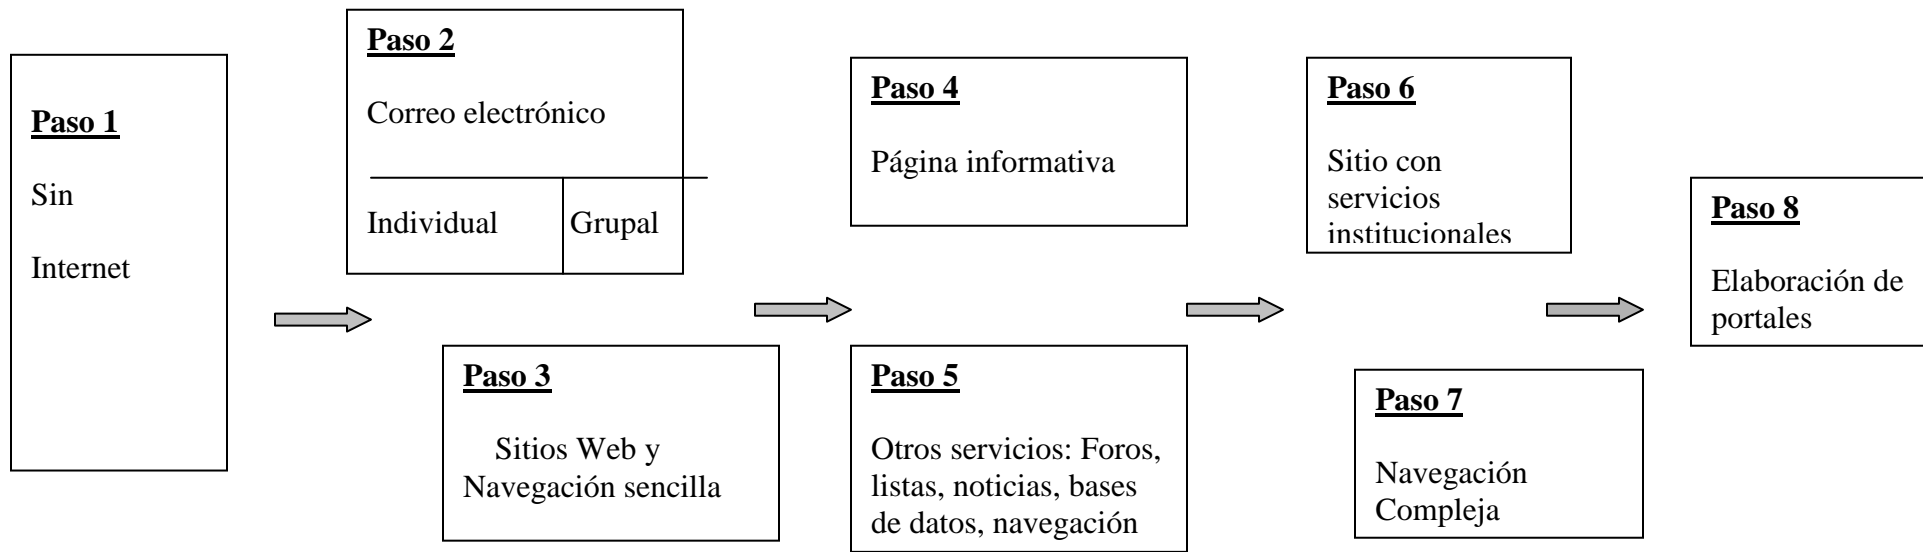 Paso 1
Sin
Internet
Paso 2
Correo electrónico
Individual
Grupal
Paso 3
Sitios Web y
Navegación sencilla
Paso 4
Página informativa
Paso 5
Otros servicios: Foros,
listas, noticias, bases
de datos, navegación
Paso 6
Sitio con
servicios
institucionales
Paso 7
Navegación
Compleja
Paso 8
Elaboración de
portales